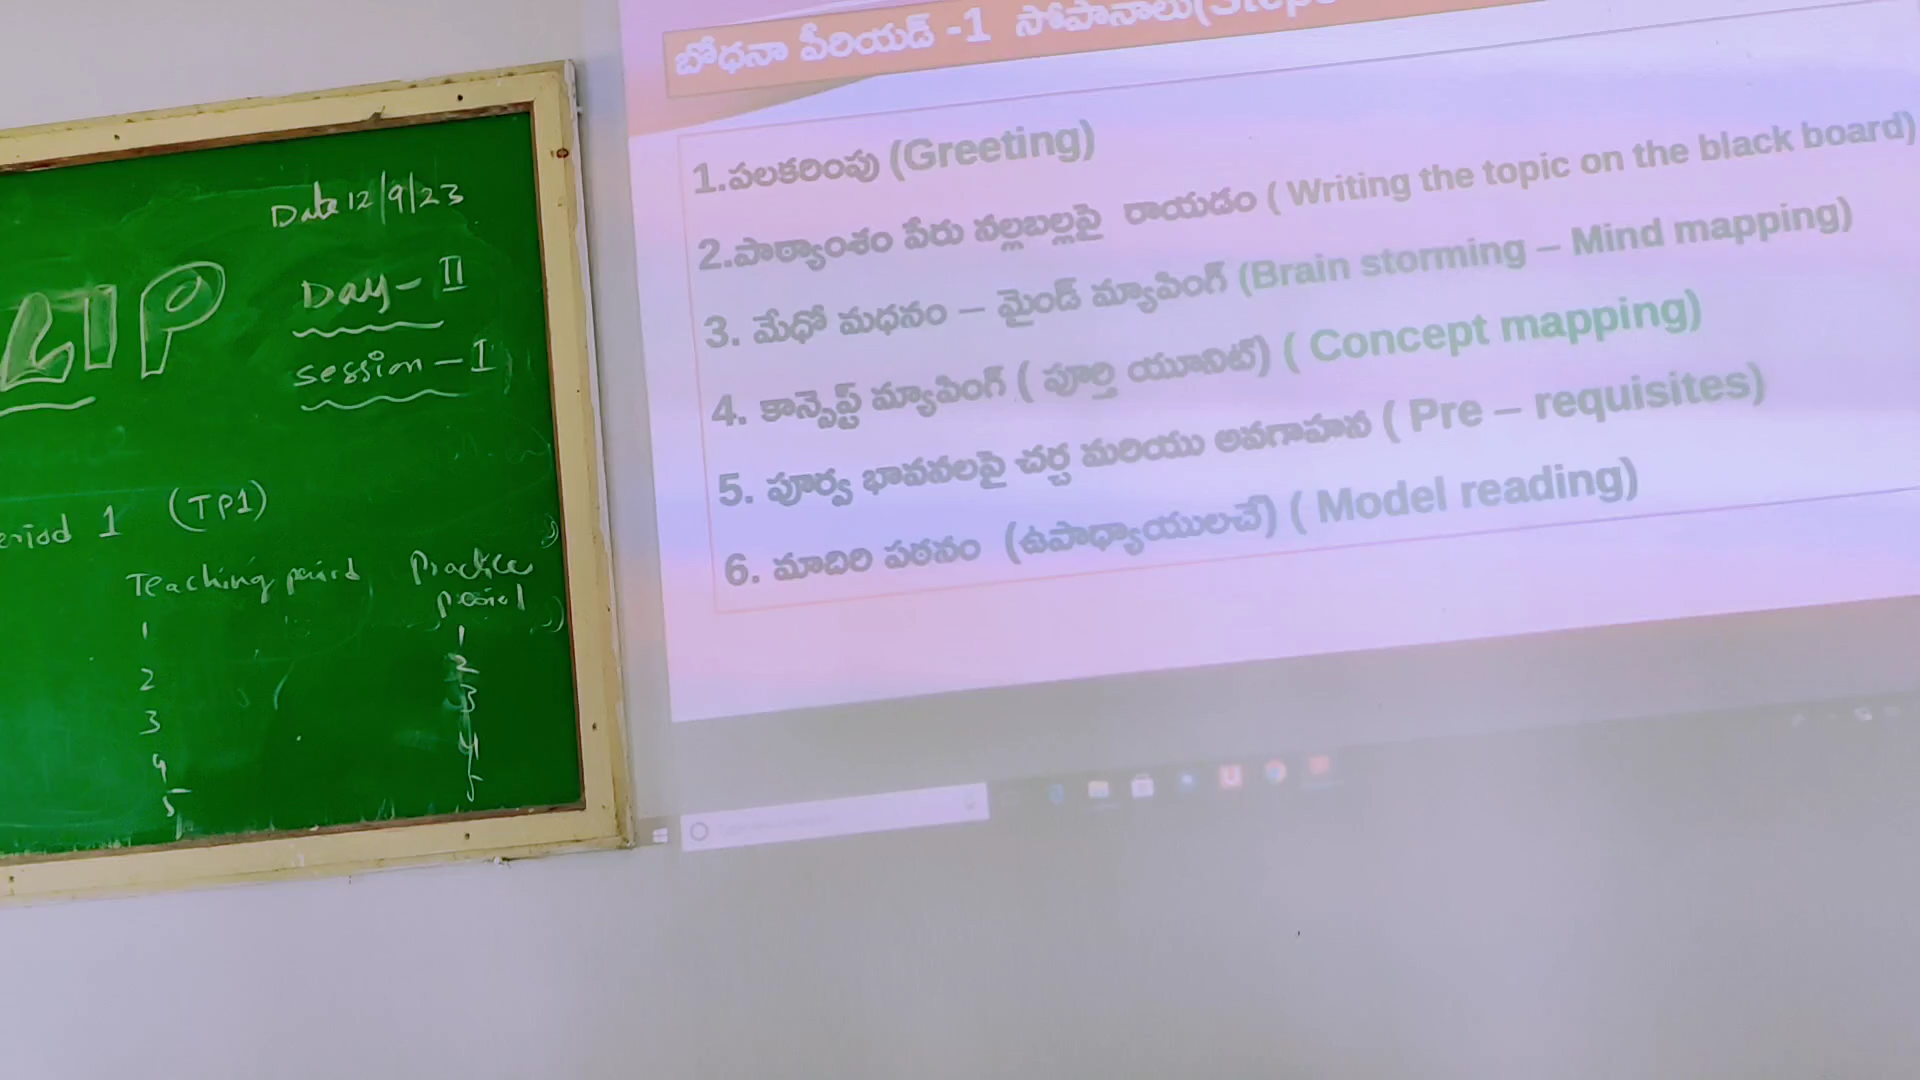 Date 12/9/23
LIP
Day - II
session - I
eriod 1 (TP1)
Teaching period Practice
period
1 1
2 2
3 3
4 4
5 5
బోధనా పీరియడ్ -1 సోపానాలు(Steps
1.పలకరింపు (Greeting)
2.పాఠ్యాంశం పేరు నల్లబల్లపై రాయడం ( Writing the topic on the black board)
3. మేధో మధనం – మైండ్ మ్యాపింగ్ (Brain storming – Mind mapping)
4. కాన్సెప్ట్ మ్యాపింగ్ ( పూర్తి యూనిట్) ( Concept mapping)
5. పూర్వ భావనలపై చర్చ మరియు అవగాహన ( Pre – requisites)
6. మాదిరి పఠనం (ఉపాధ్యాయులచే) ( Model reading)